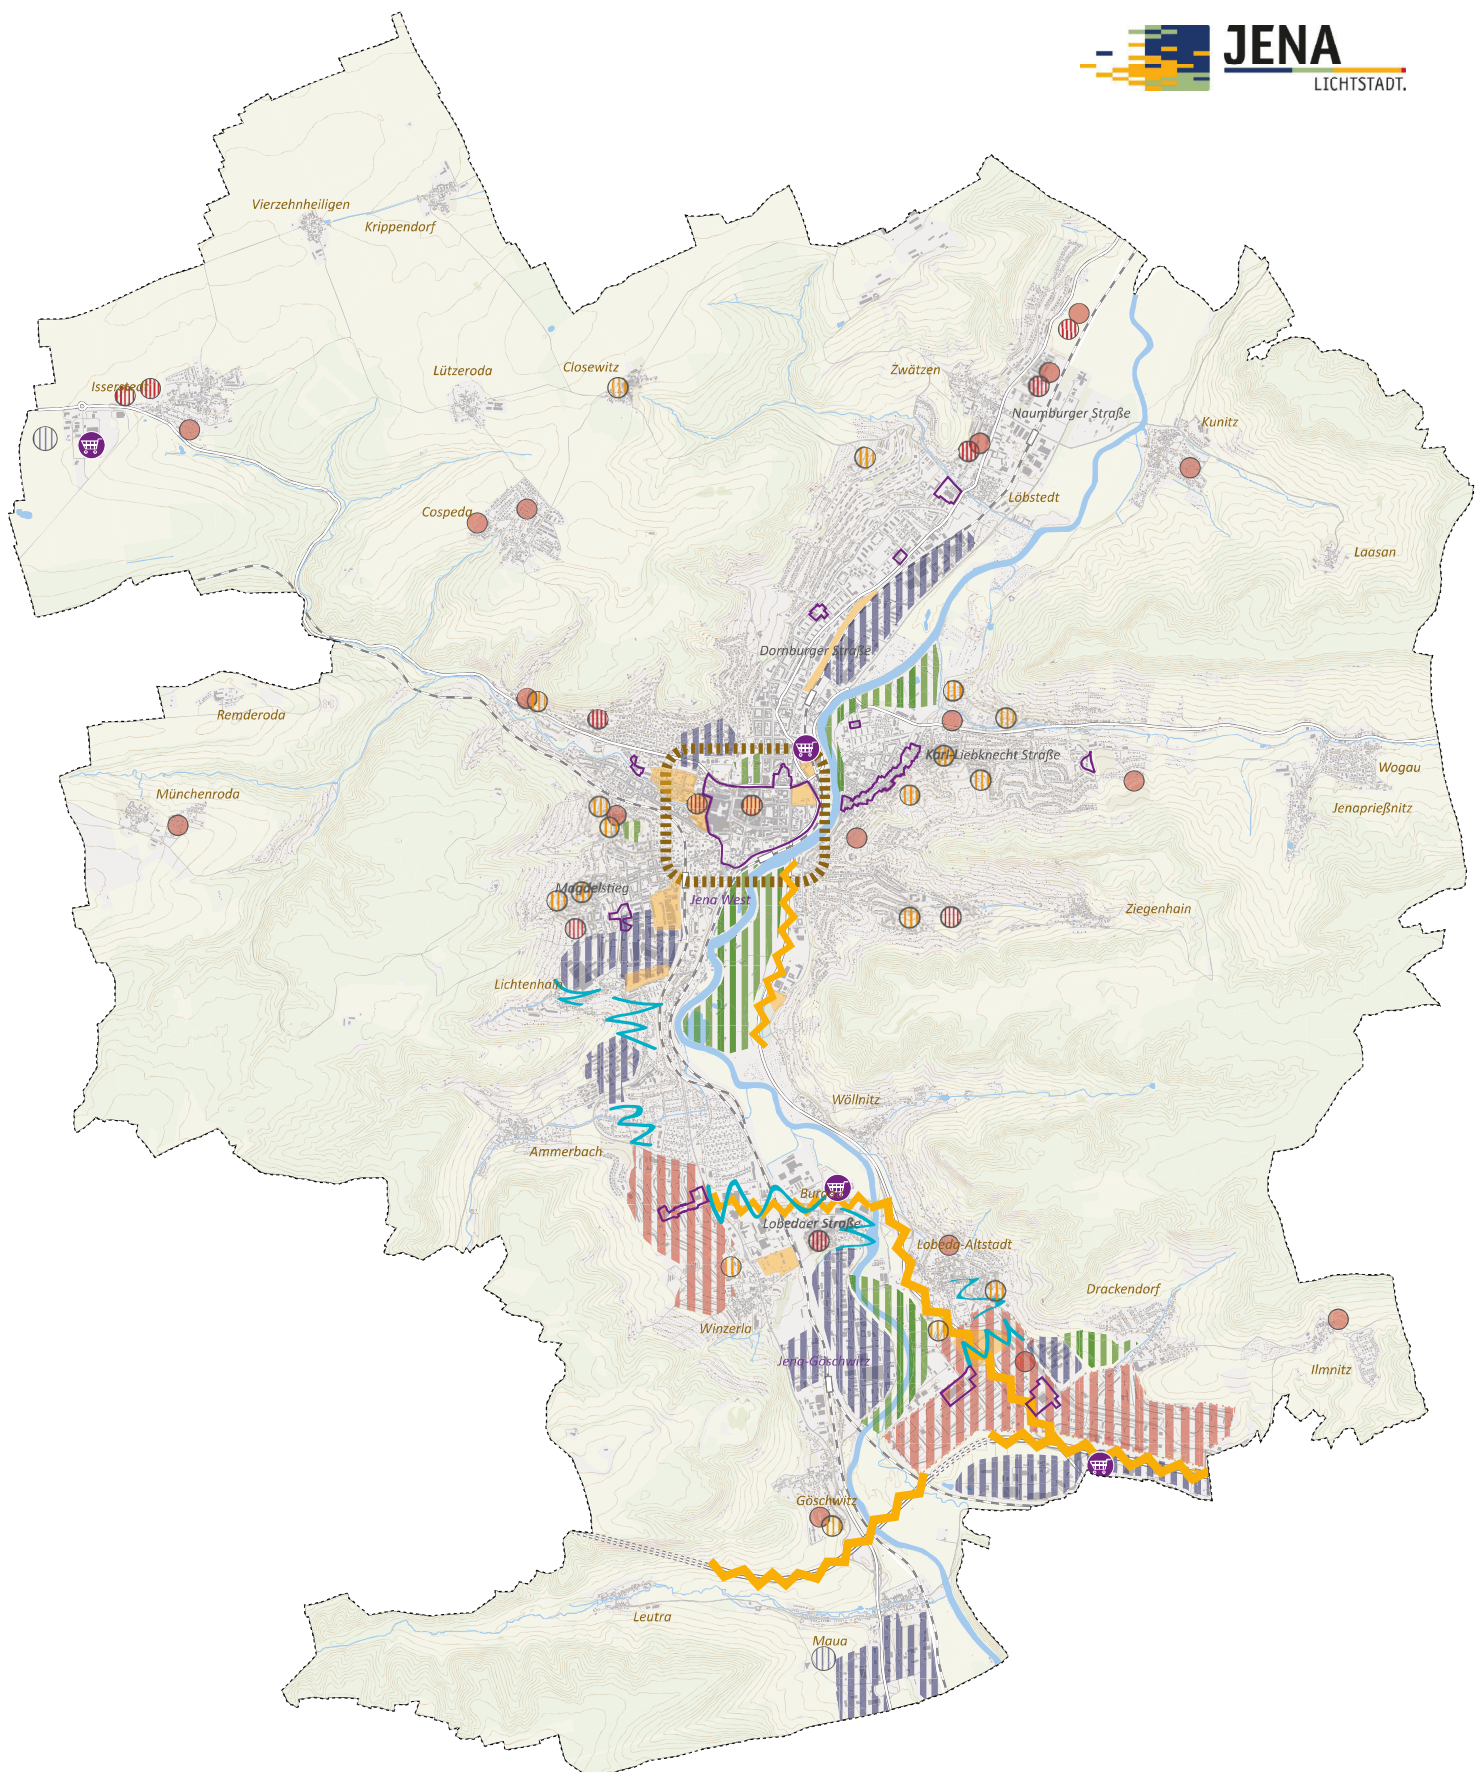 JENA
LICHTSTADT.
Vierzehnheiligen
Krippendorf
Closewitz
Lützeroda
Zwätzen
Isserstedt
Naumburger Straße
Kunitz
Löbstedt
Cospeda
Laasan
Dornburger Straße
Remderoda
Karl-Liebknecht Straße
Wogau
Münchenroda
Jenaprießnitz
Magdelstieg
Jena West
Ziegenhain
Lichtenhain
Wöllnitz
Ammerbach
Lobedaer Straße
Lobeda-Altstadt
Drackendorf
Winzerla
Jena-Göschwitz
Ilmnitz
Göschwitz
Leutra
Maua